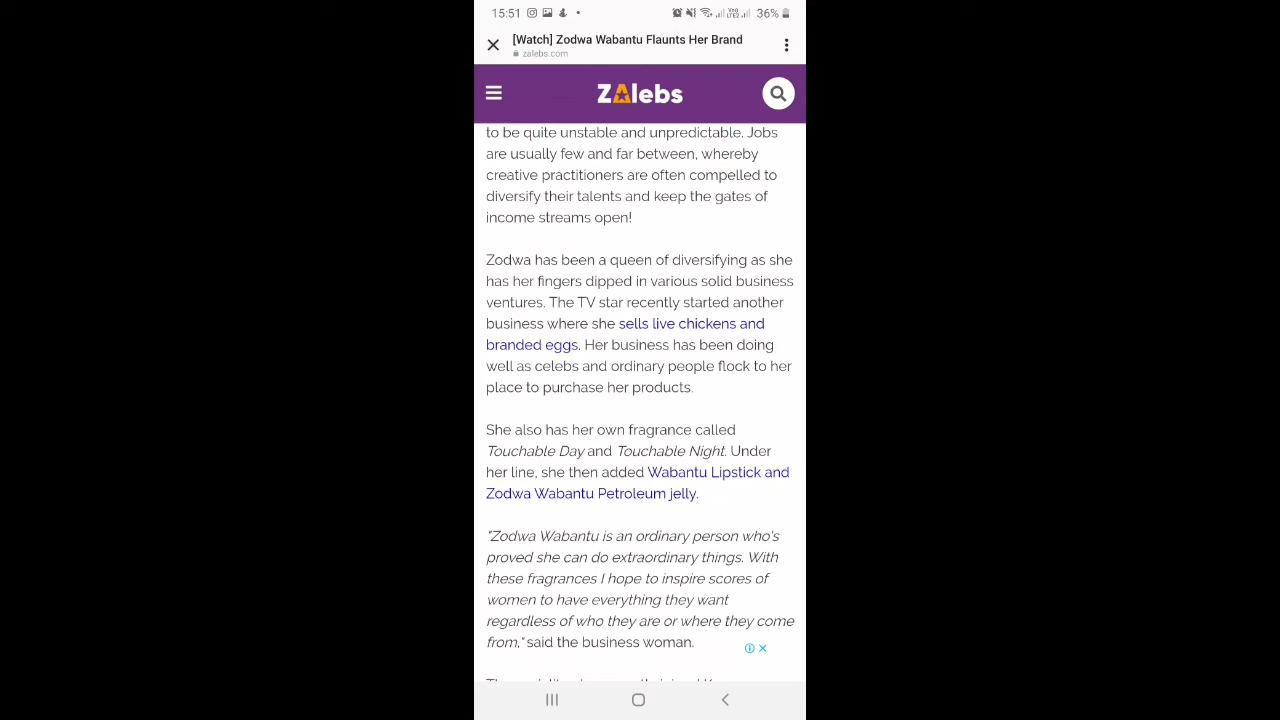 15:51
36%
[Watch] Zodwa Wabantu Flaunts Her Brand
zalebs.com
ZAlebs
to be quite unstable and unpredictable. Jobs
are usually few and far between, whereby
creative practitioners are often compelled to
diversify their talents and keep the gates of
income streams open!
Zodwa has been a queen of diversifying as she
has her fingers dipped in various solid business
ventures. The TV star recently started another
business where she sells live chickens and
branded eggs. Her business has been doing
well as celebs and ordinary people flock to her
place to purchase her products.
She also has her own fragrance called
Touchable Day and Touchable Night. Under
her line, she then added Wabantu Lipstick and
Zodwa Wabantu Petroleum jelly.
"Zodwa Wabantu is an ordinary person who's
proved she can do extraordinary things. With
these fragrances I hope to inspire scores of
women to have everything they want
regardless of who they are or where they come
from," said the business woman.